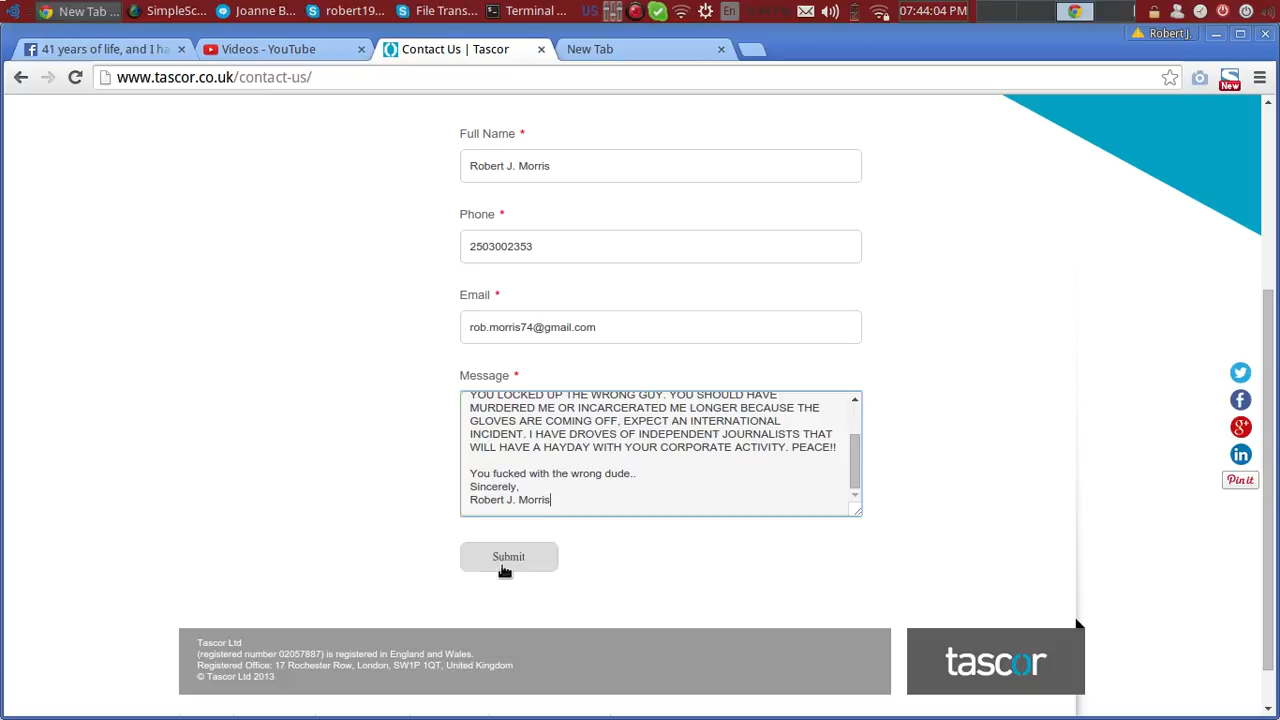 New Tab ...
SimpleSc...
Joanne B...
robert19...
File Trans...
Terminal ...
US
En
07:44:04 PM
41 years of life, and I ha
Videos - YouTube
Contact Us | Tascor
New Tab
Robert J.
www.tascor.co.uk/contact-us/
New
Full Name *
Robert J. Morris
Phone *
2503002353
Email *
rob.morris74@gmail.com
Message *
YOU LOCKED UP THE WRONG GUY. YOU SHOULD HAVE
MURDERED ME OR INCARCERATED ME LONGER BECAUSE THE
GLOVES ARE COMING OFF, EXPECT AN INTERNATIONAL
INCIDENT. I HAVE DROVES OF INDEPENDENT JOURNALISTS THAT
WILL HAVE A HAYDAY WITH YOUR CORPORATE ACTIVITY. PEACE!!
You fucked with the wrong dude..
Sincerely,
Robert J. Morris
Submit
Pin it
Tascor Ltd
(registered number 02057887) is registered in England and Wales.
Registered Office: 17 Rochester Row, London, SW1P 1QT, United Kingdom
© Tascor Ltd 2013
tascor